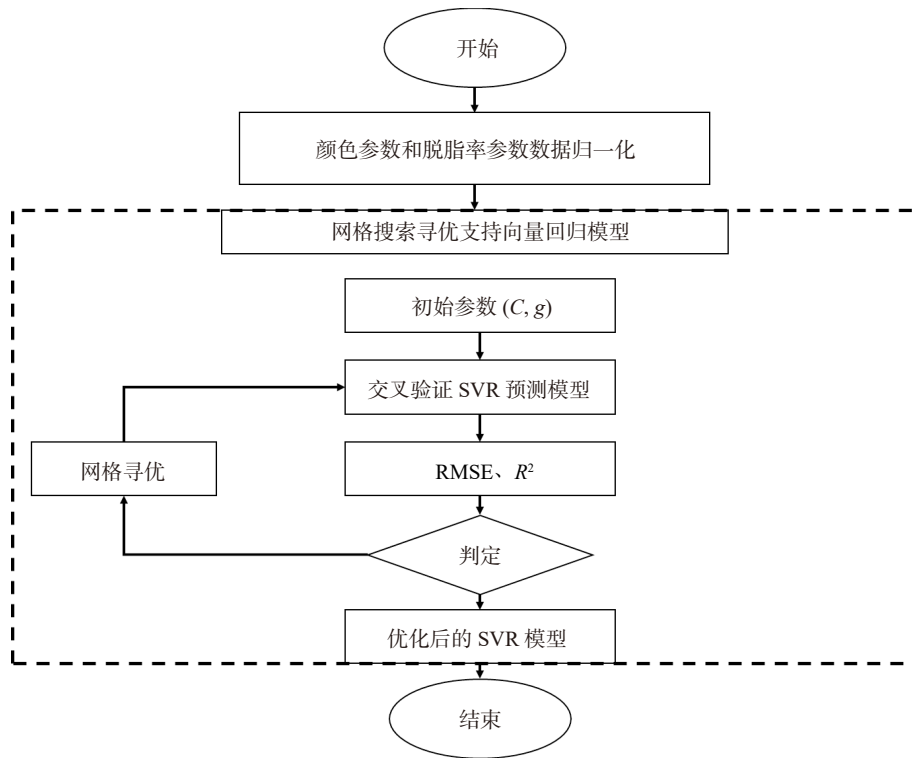 开始
颜色参数和脱脂率参数数据归一化
网格搜索寻优支持向量回归模型
初始参数 (C, g)
交叉验证 SVR 预测模型
网格寻优
RMSE、R²
判定
优化后的 SVR 模型
结束